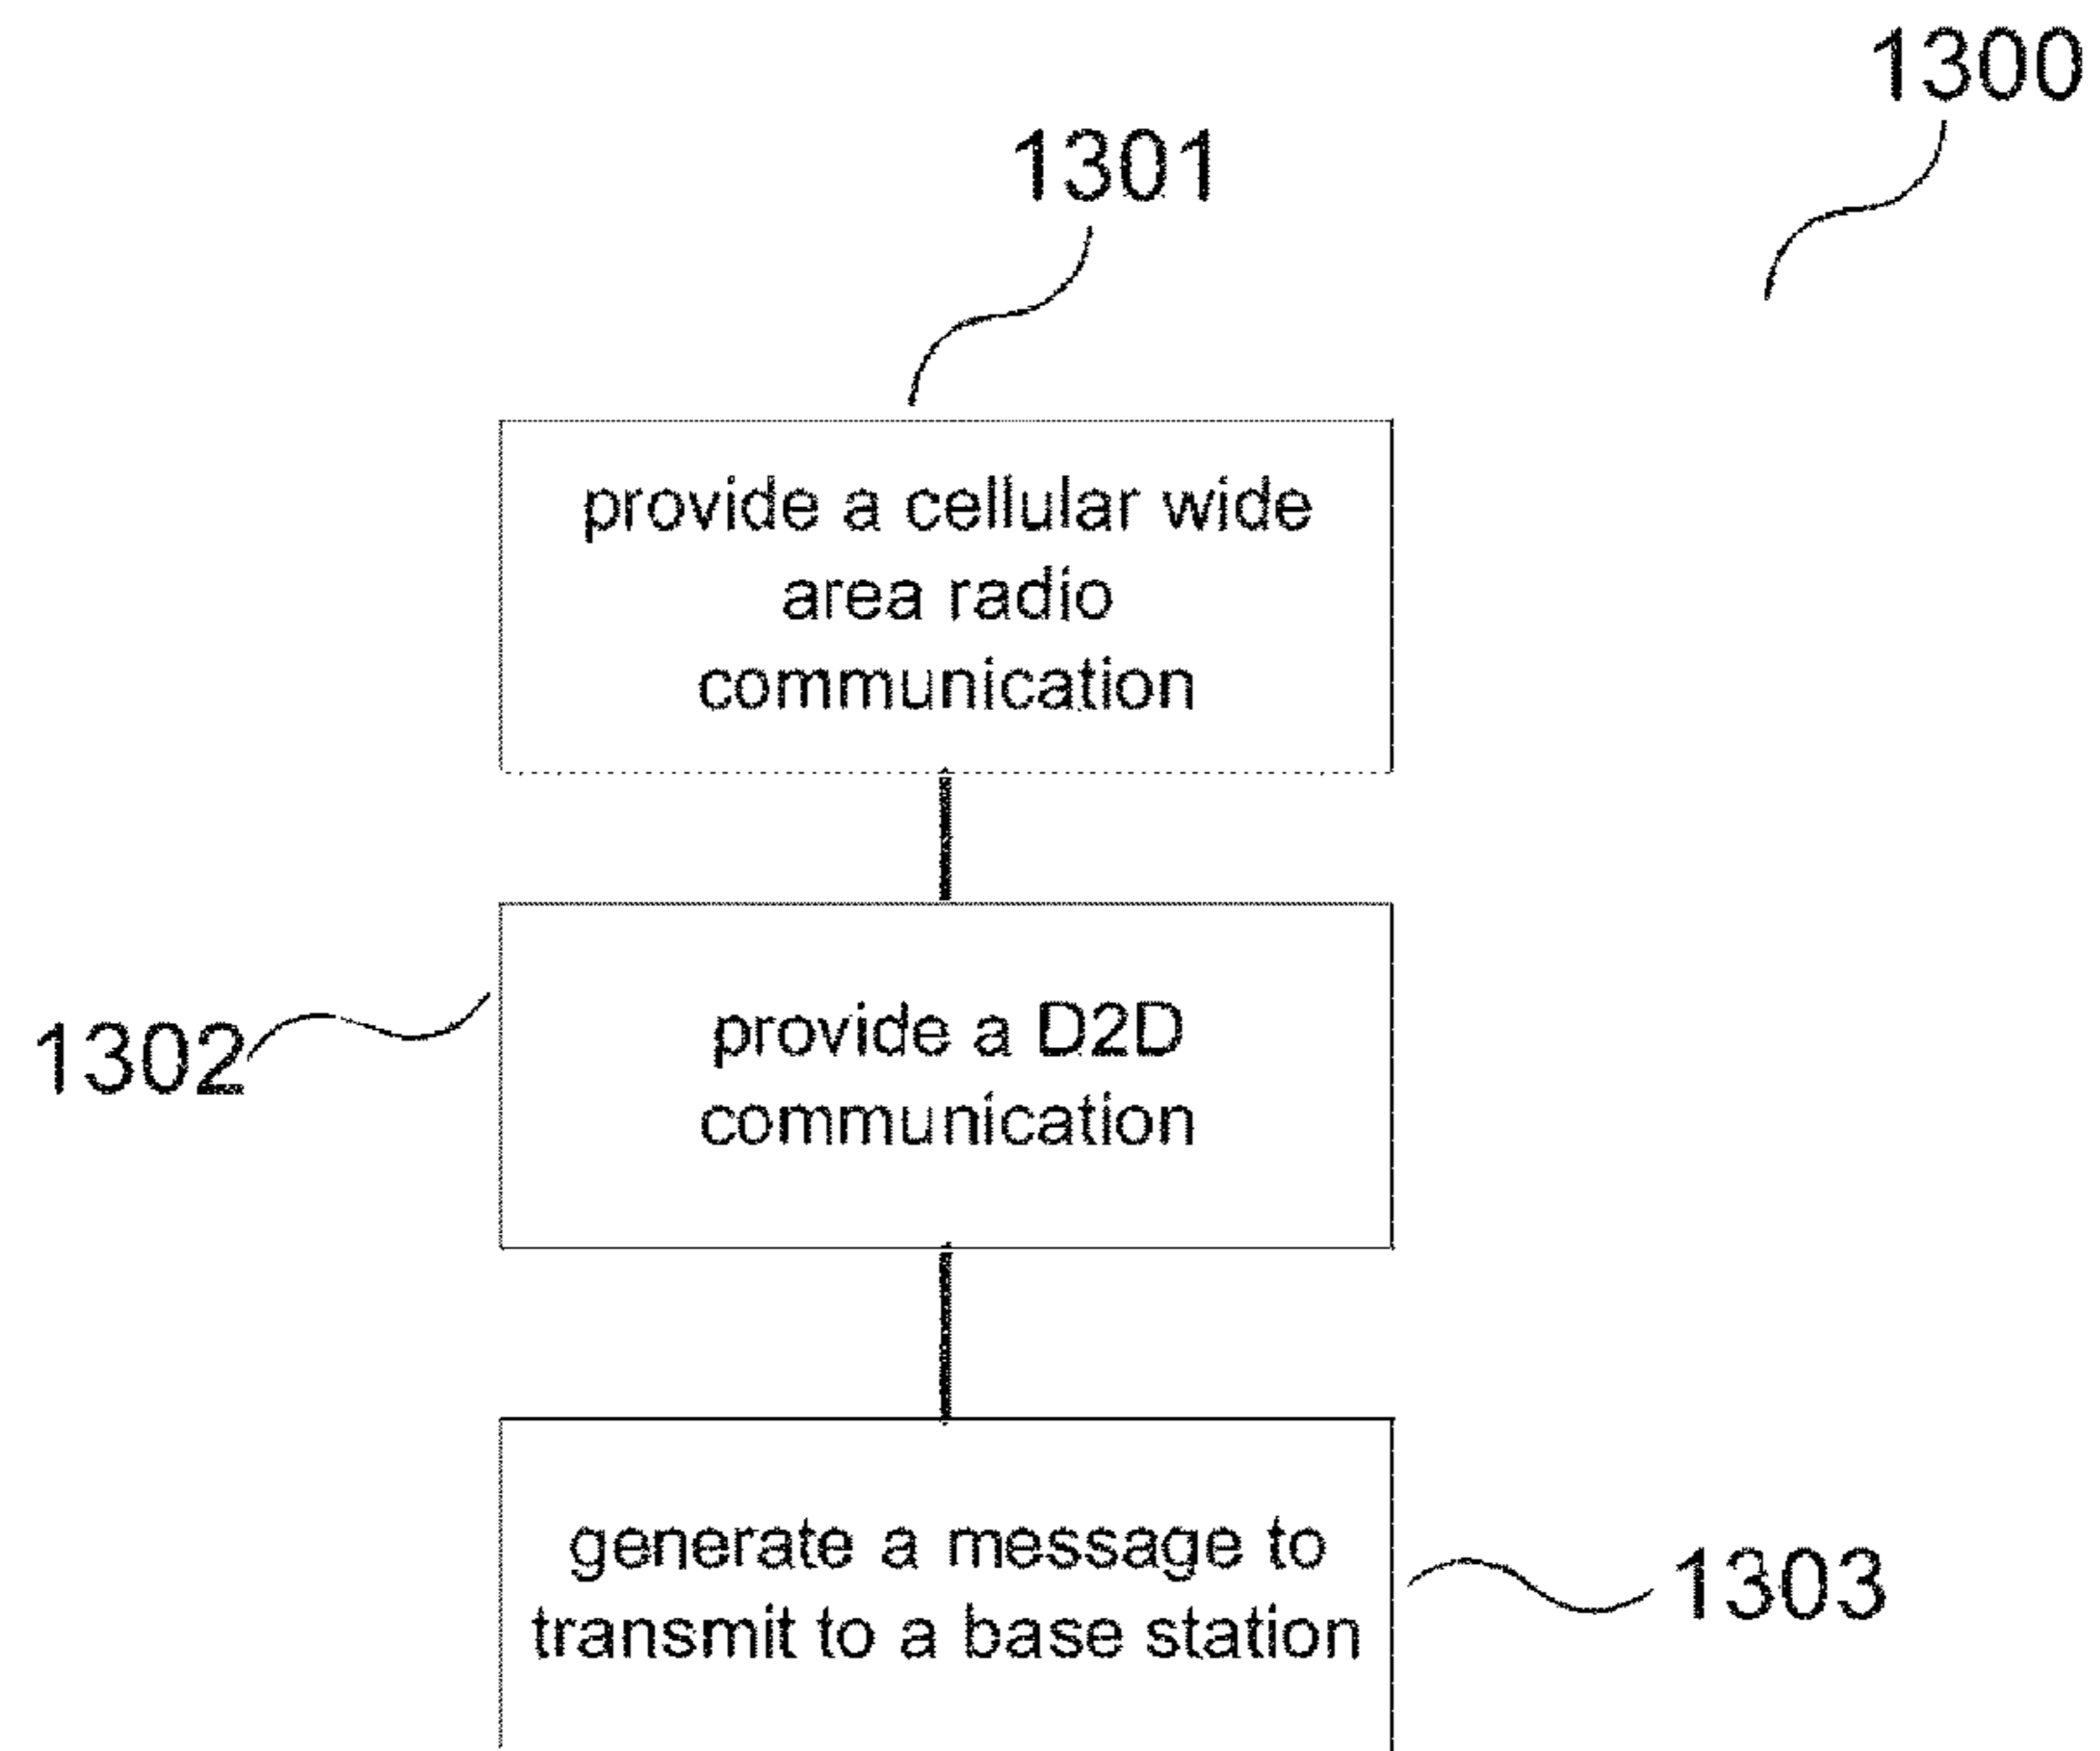 1300
1301
provide a cellular wide
area radio
communication
1302
provide a D2D
communication
generate a message to
transmit to a base station
1303